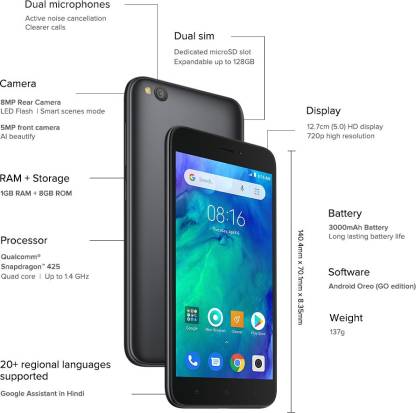 Dual microphones
Active noise cancellation
Clearer calls
Dual sim
Dedicated microSD slot
Expandable up to 128GB
Camera
8MP Rear Camera
LED Flash | Smart scenes mode
5MP front camera
AI beautify
Display
12.7cm (5.0) HD display
720p high resolution
RAM + Storage
1GB RAM + 8GB ROM
08:16
140.4mm x 70.1mm x 8.35mm
Battery
3000mAh Battery
Long lasting battery life
Processor
Qualcomm®
Snapdragon™ 425
Quad core | Up to 1.4 GHz
Software
Android Oreo (GO edition)
Weight
137g
20+ regional languages
supported
Google Assistant in Hindi
Google
Mi Store